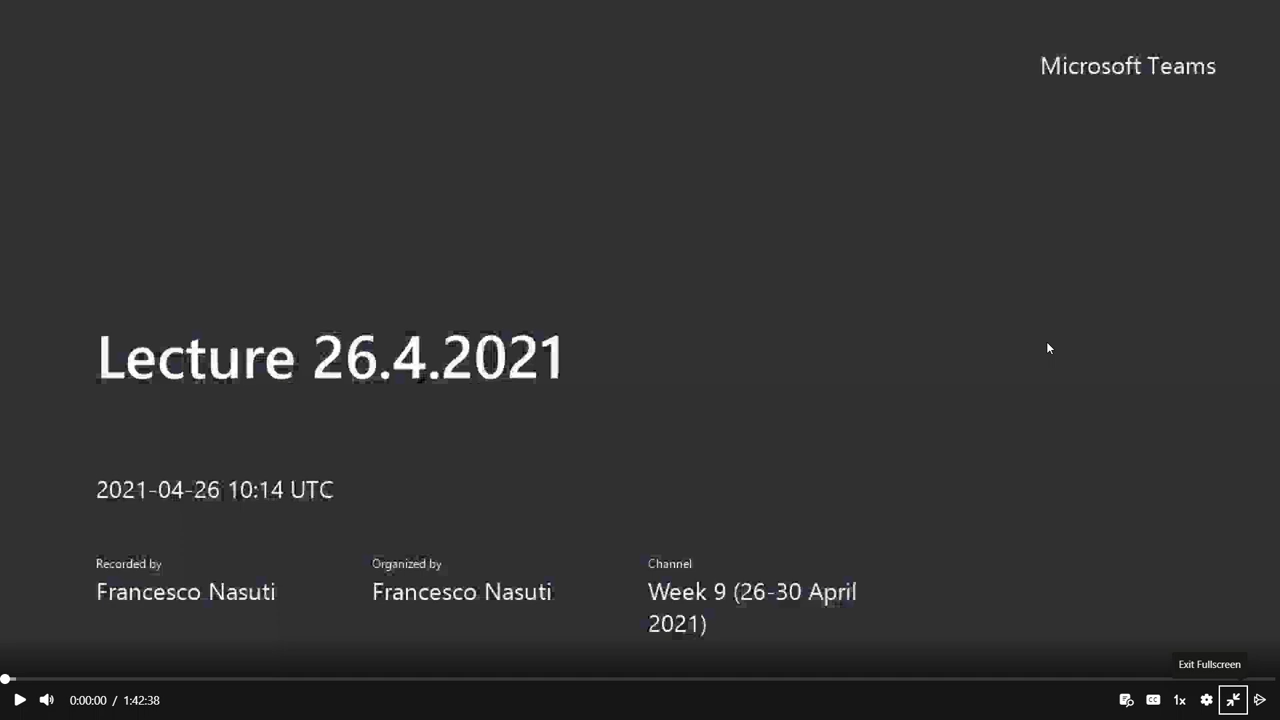 Microsoft Teams
Lecture 26.4.2021
2021-04-26 10:14 UTC
Recorded by
Francesco Nasuti
Organized by
Francesco Nasuti
Channel
Week 9 (26-30 April
2021)
Exit Fullscreen
0:00:00 / 1:42:38
CC
1x